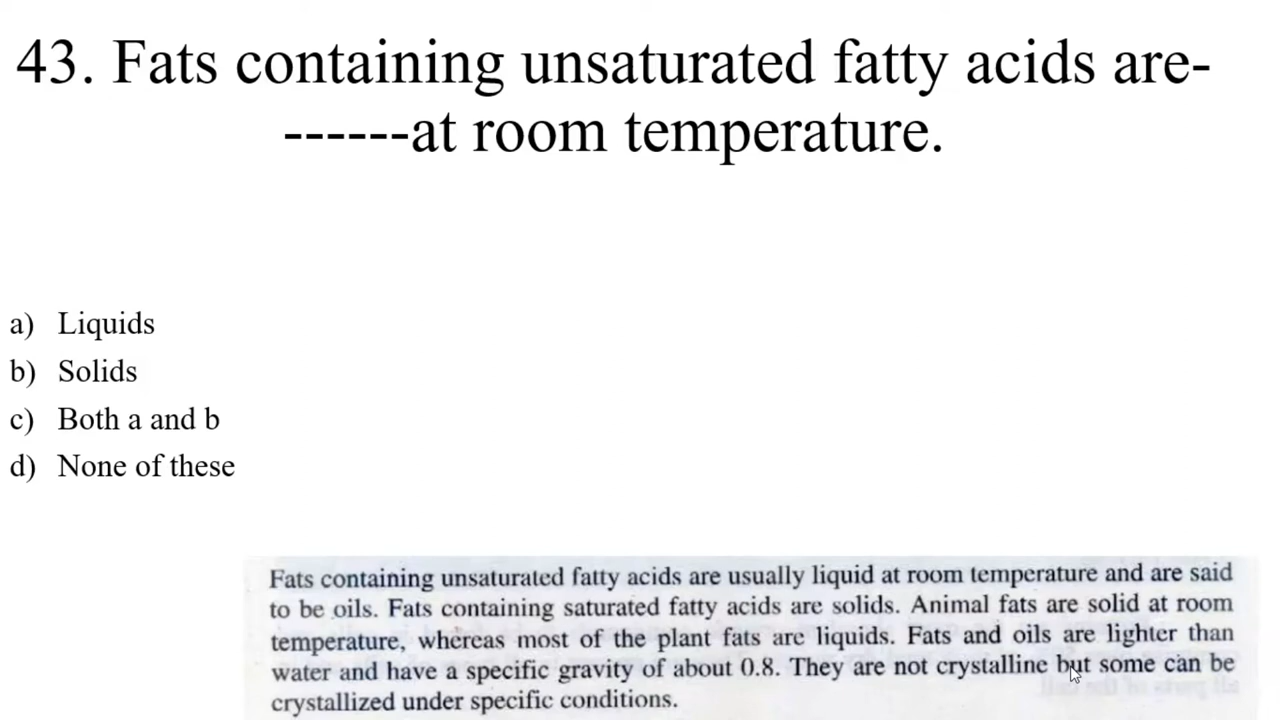 43. Fats containing unsaturated fatty acids are-
------at room temperature.
a) Liquids
b) Solids
c) Both a and b
d) None of these
Fats containing unsaturated fatty acids are usually liquid at room temperature and are said
to be oils. Fats containing saturated fatty acids are solids. Animal fats are solid at room
temperature, whereas most of the plant fats are liquids. Fats and oils are lighter than
water and have a specific gravity of about 0.8. They are not crystalline but some can be
crystallized under specific conditions.